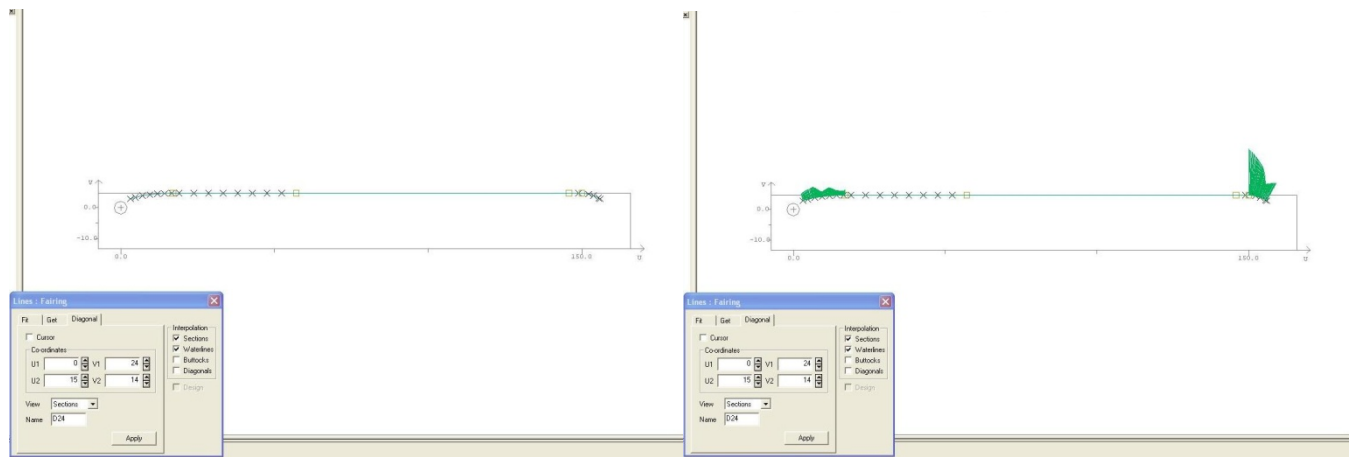 V
0.0
-10.0
0.0
150.0
U
Lines : Fairing
Fit Get Diagonal
Cursor
Co-ordinates
U1 0 V1 24
U2 15 V2 14
View Sections
Name D24
Apply
Interpolation
Sections
Waterlines
Buttocks
Diagonals
Design
V
0.0
-10.0
0.0
150.0
U
Lines : Fairing
Fit Get Diagonal
Cursor
Co-ordinates
U1 0 V1 24
U2 15 V2 14
View Sections
Name D24
Apply
Interpolation
Sections
Waterlines
Buttocks
Diagonals
Design